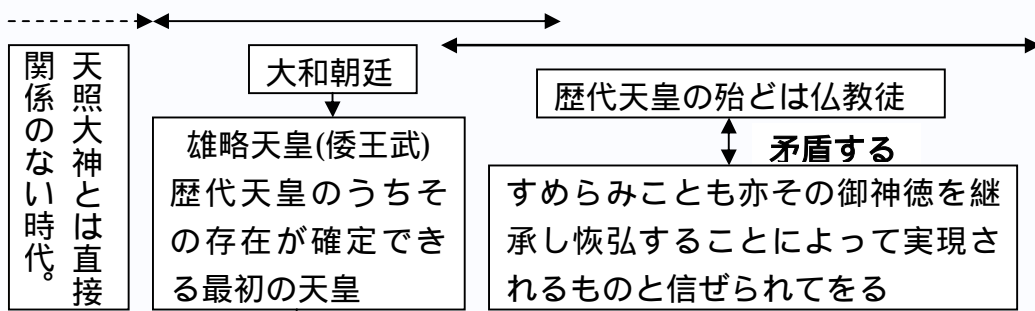 天照大神とは直接
関係のない時代。
大和朝廷
雄略天皇(倭王武)
歴代天皇のうちそ
の存在が確定でき
る最初の天皇
歴代天皇の殆どは仏教徒
矛盾する
すめらみことも亦その御神徳を継
承し恢弘することによって実現さ
れるものと信ぜられてをる